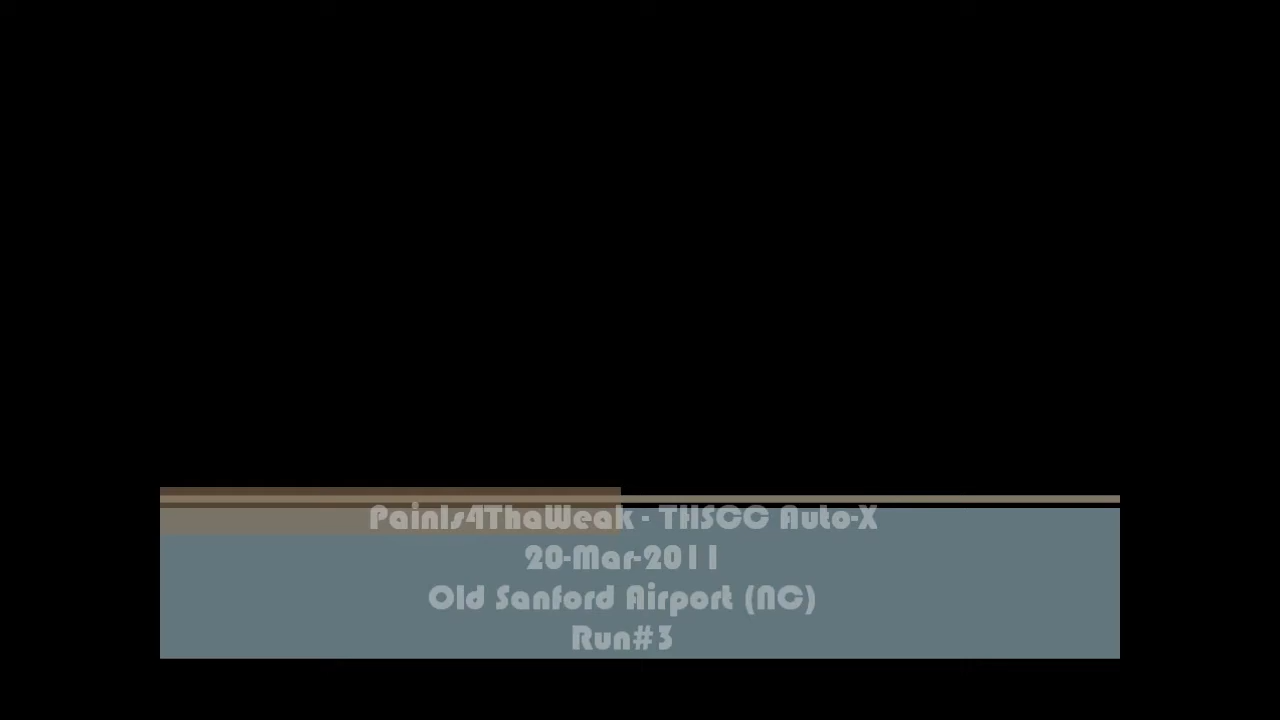 PainIs4ThaWeak - THSCC Auto-X
20-Mar-2011
Old Sanford Airport (NC)
Run#3